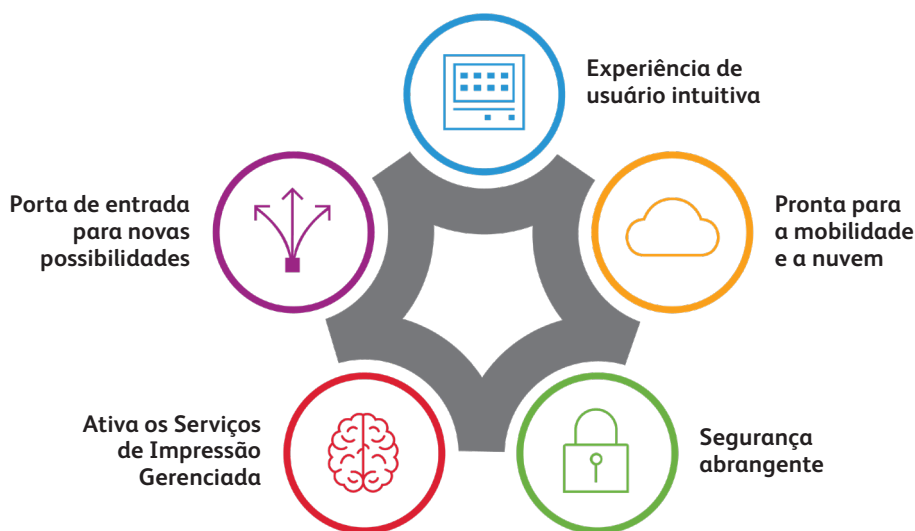 Experiência de
usuário intuitiva
Pronta para
a mobilidade
e a nuvem
Segurança
abrangente
Ativa os Serviços
de Impressão
Gerenciada
Porta de entrada
para novas
possibilidades